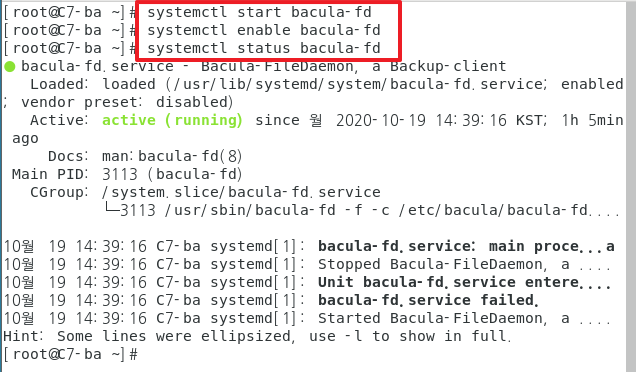 [root@C7-ba ~]# systemctl start bacula-fd
[root@C7-ba ~]# systemctl enable bacula-fd
[root@C7-ba ~]# systemctl status bacula-fd
● bacula-fd.service - Bacula-FileDaemon, a Backup-client
Loaded: loaded (/usr/lib/systemd/system/bacula-fd.service; enabled
; vendor preset: disabled)
Active: active (running) since 월 2020-10-19 14:39:16 KST; 1h 5min
ago
Docs: man:bacula-fd(8)
Main PID: 3113 (bacula-fd)
CGroup: /system.slice/bacula-fd.service
└─3113 /usr/sbin/bacula-fd -f -c /etc/bacula/bacula-fd....
10월 19 14:39:16 C7-ba systemd[1]: bacula-fd.service: main proce...a
10월 19 14:39:16 C7-ba systemd[1]: Stopped Bacula-FileDaemon, a ....
10월 19 14:39:16 C7-ba systemd[1]: Unit bacula-fd.service entere....
10월 19 14:39:16 C7-ba systemd[1]: bacula-fd.service failed.
10월 19 14:39:16 C7-ba systemd[1]: Started Bacula-FileDaemon, a ....
Hint: Some lines were ellipsized, use -l to show in full.
[root@C7-ba ~]#